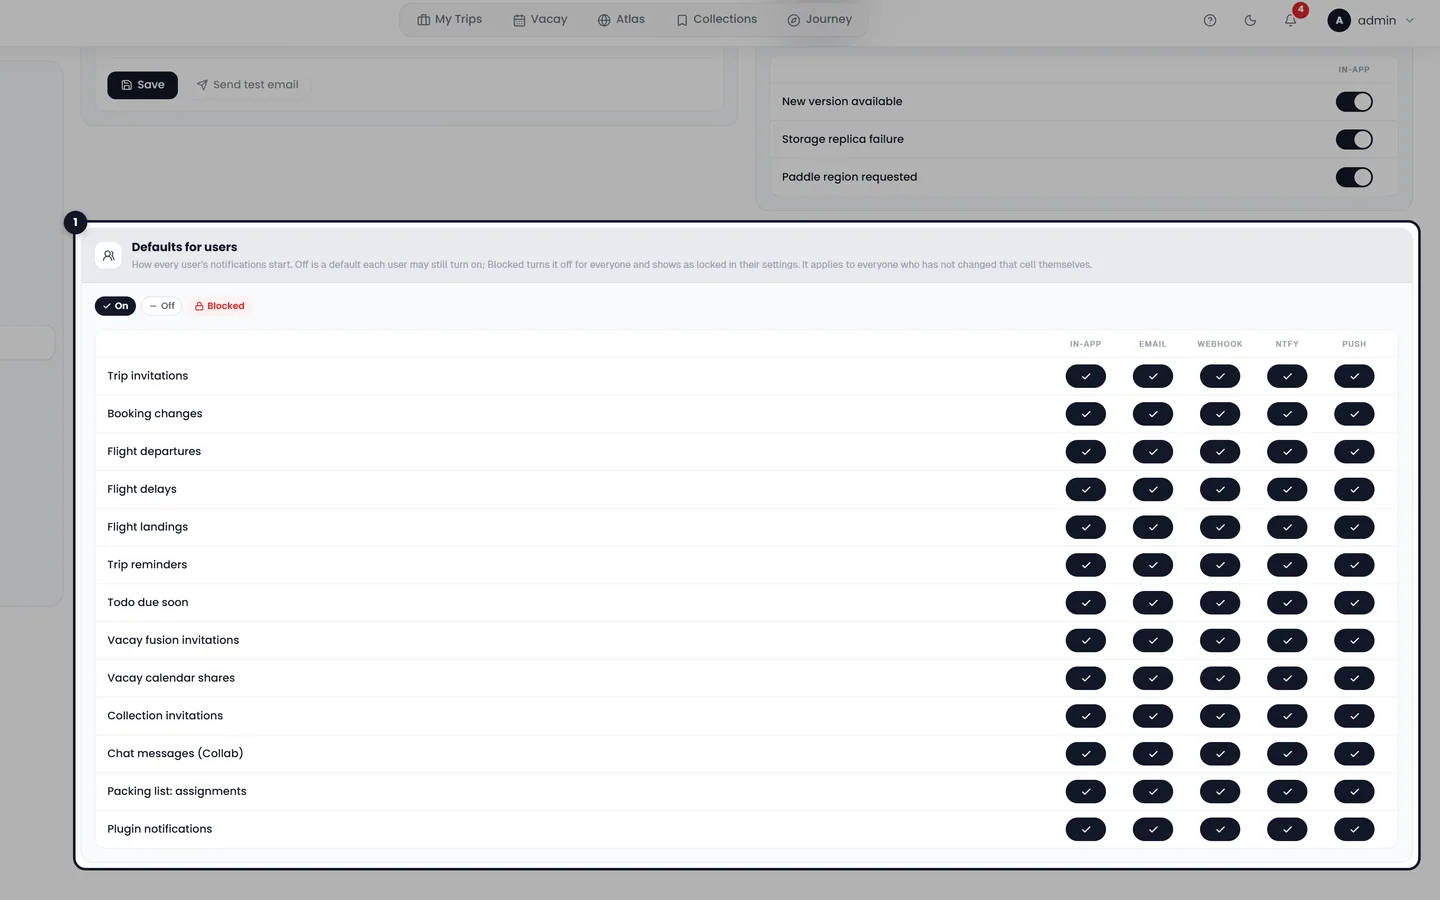 My Trips
Vacay
Atlas
Collections
Journey
4
A
admin
Save
Send test email
IN-APP
New version available
Storage replica failure
Paddle region requested
1
Defaults for users
How every user's notifications start. Off is a default each user may still turn on; Blocked turns it off for everyone and shows as locked in their settings. It applies to everyone who has not changed that cell themselves.
On
Off
Blocked
IN-APP EMAIL WEBHOOK NTFY PUSH
Trip invitations
Booking changes
Flight departures
Flight delays
Flight landings
Trip reminders
Todo due soon
Vacay fusion invitations
Vacay calendar shares
Collection invitations
Chat messages (Collab)
Packing list: assignments
Plugin notifications